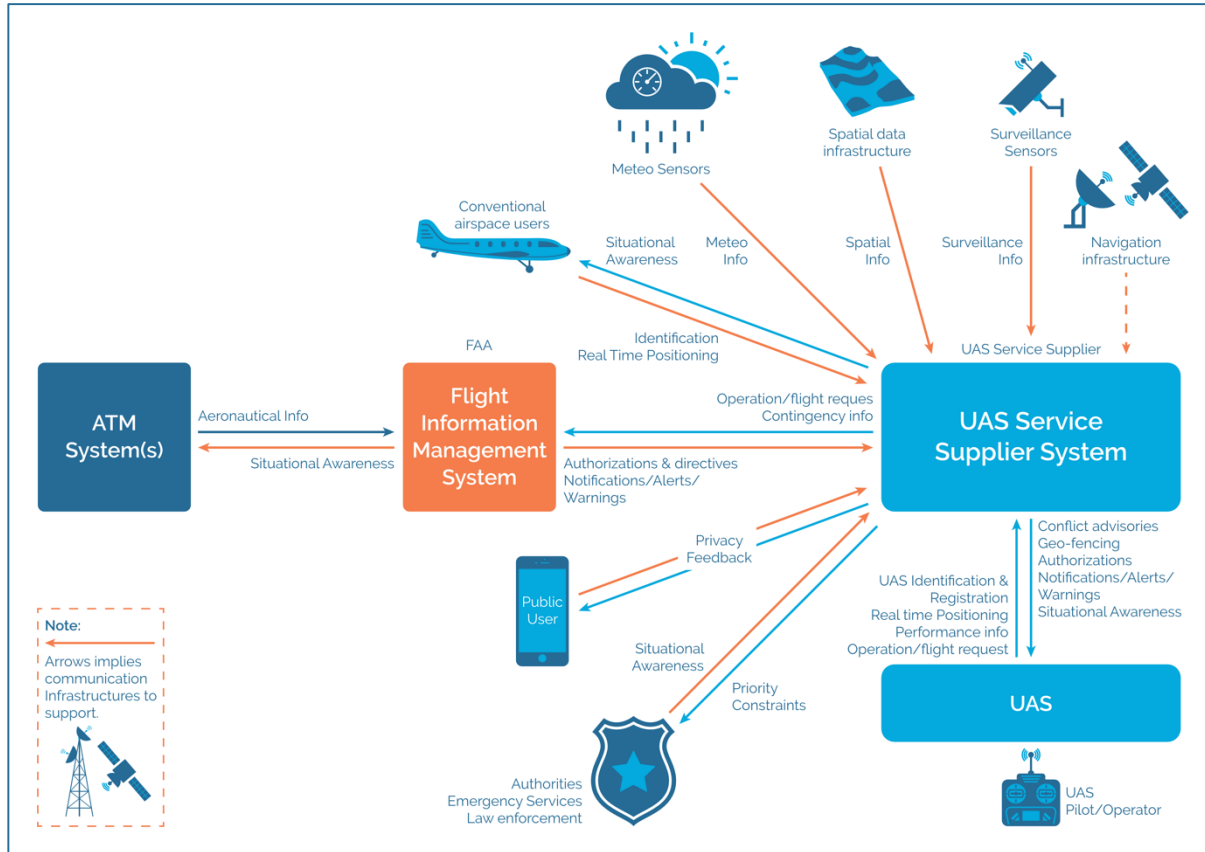 Meteo Sensors
Spatial data
infrastructure
Surveillance
Sensors
Navigation
infrastructure
Conventional
airspace users
Situational
Awareness
Meteo
Info
Spatial
Info
Surveillance
Info
Identification
Real Time Positioning
FAA
UAS Service Supplier
ATM
System(s)
Aeronautical Info
Situational Awareness
Flight
Information
Management
System
Operation/flight reques
Contingency info
Authorizations & directives
Notifications/Alerts/
Warnings
UAS Service
Supplier System
Privacy
Feedback
Public
User
Conflict advisories
Geo-fencing
Authorizations
Notifications/Alerts/
Warnings
Situational Awareness
UAS Identification &
Registration
Real time Positioning
Performance info
Operation/flight request
Note:
Arrows implies
communication
Infrastructures to
support.
Situational
Awareness
Priority
Constraints
UAS
Authorities
Emergency Services
Law enforcement
UAS
Pilot/Operator